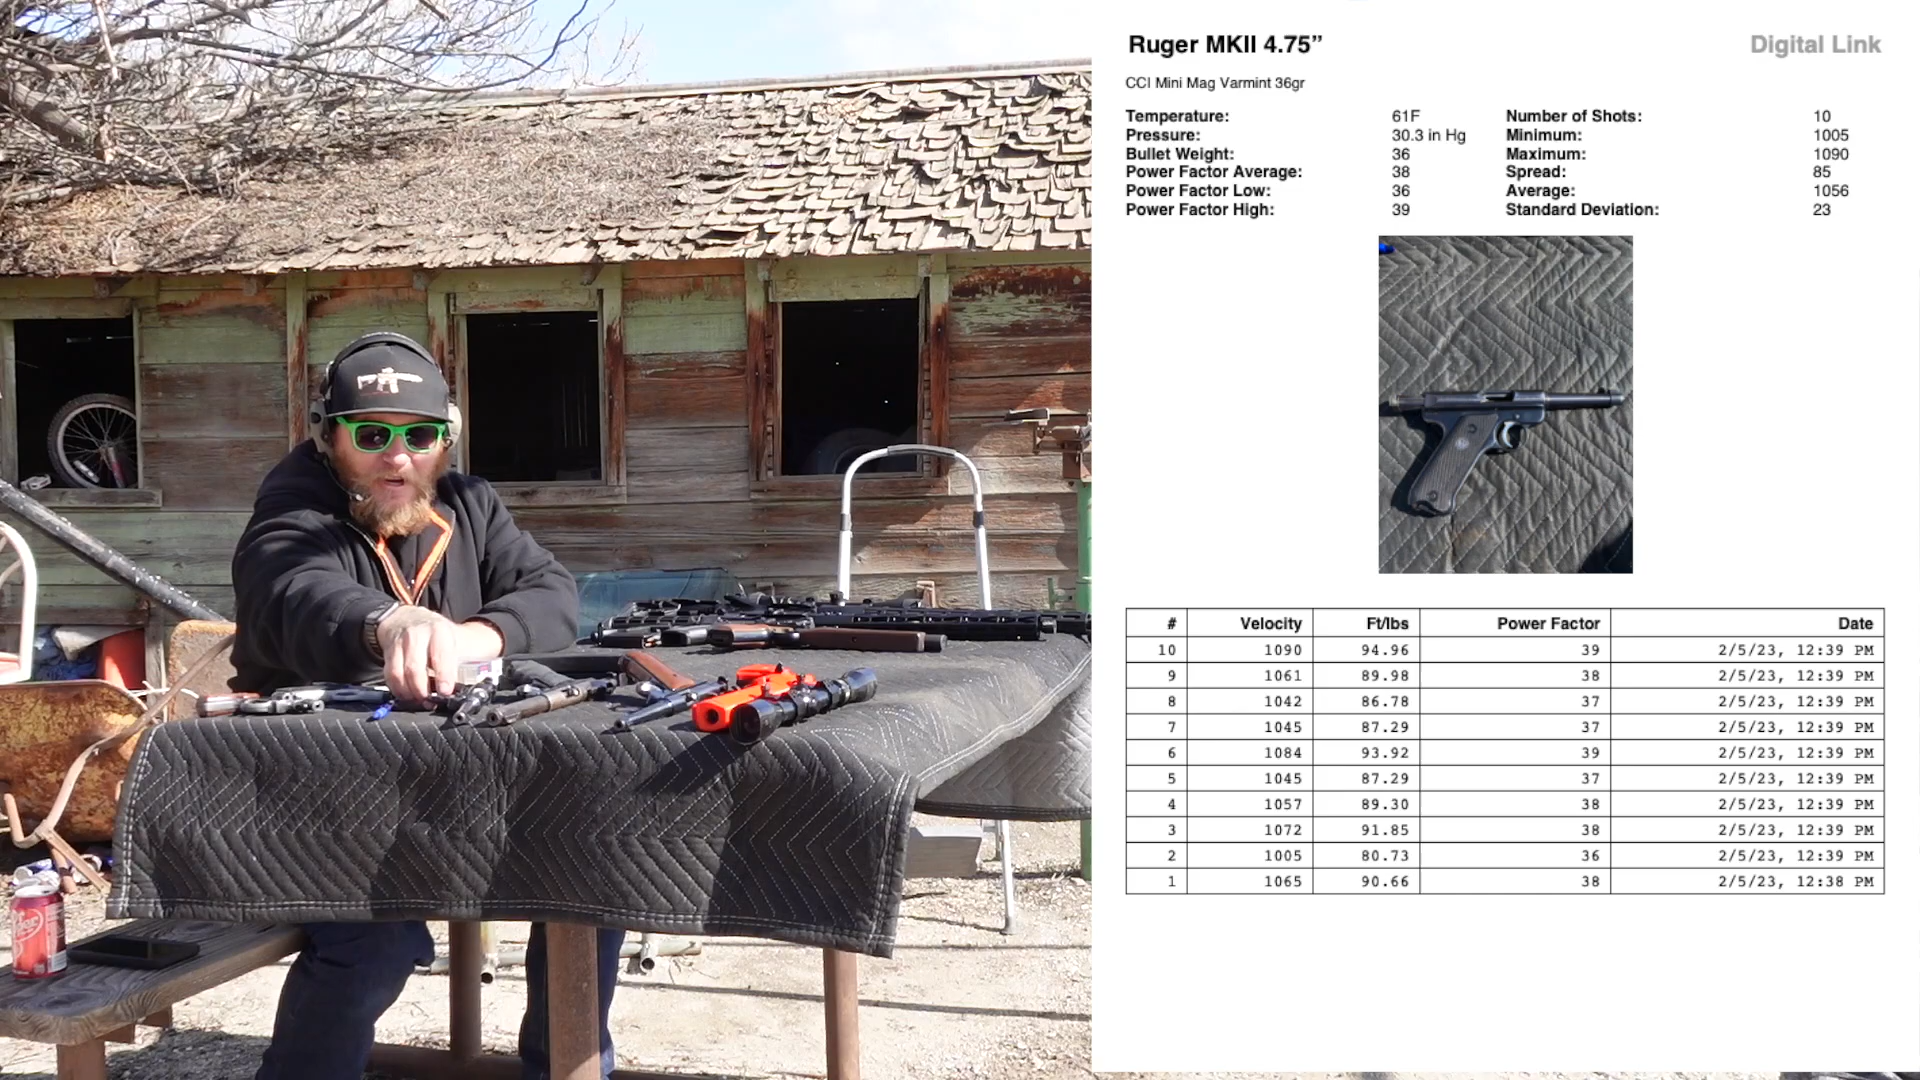 Ruger MKII 4.75”
Digital Link
CCI Mini Mag Varmint 36gr
Temperature: 61F Number of Shots: 10
Pressure: 30.3 in Hg Minimum: 1005
Bullet Weight: 36 Maximum: 1090
Power Factor Average: 38 Spread: 85
Power Factor Low: 36 Average: 1056
Power Factor High: 39 Standard Deviation: 23
# Velocity Ft/lbs Power Factor Date
10 1090 94.96 39 2/5/23, 12:39 PM
9 1061 89.98 38 2/5/23, 12:39 PM
8 1042 86.78 37 2/5/23, 12:39 PM
7 1045 87.29 37 2/5/23, 12:39 PM
6 1084 93.92 39 2/5/23, 12:39 PM
5 1045 87.29 37 2/5/23, 12:39 PM
4 1057 89.30 38 2/5/23, 12:39 PM
3 1072 91.85 38 2/5/23, 12:39 PM
2 1005 80.73 36 2/5/23, 12:39 PM
1 1065 90.66 38 2/5/23, 12:38 PM